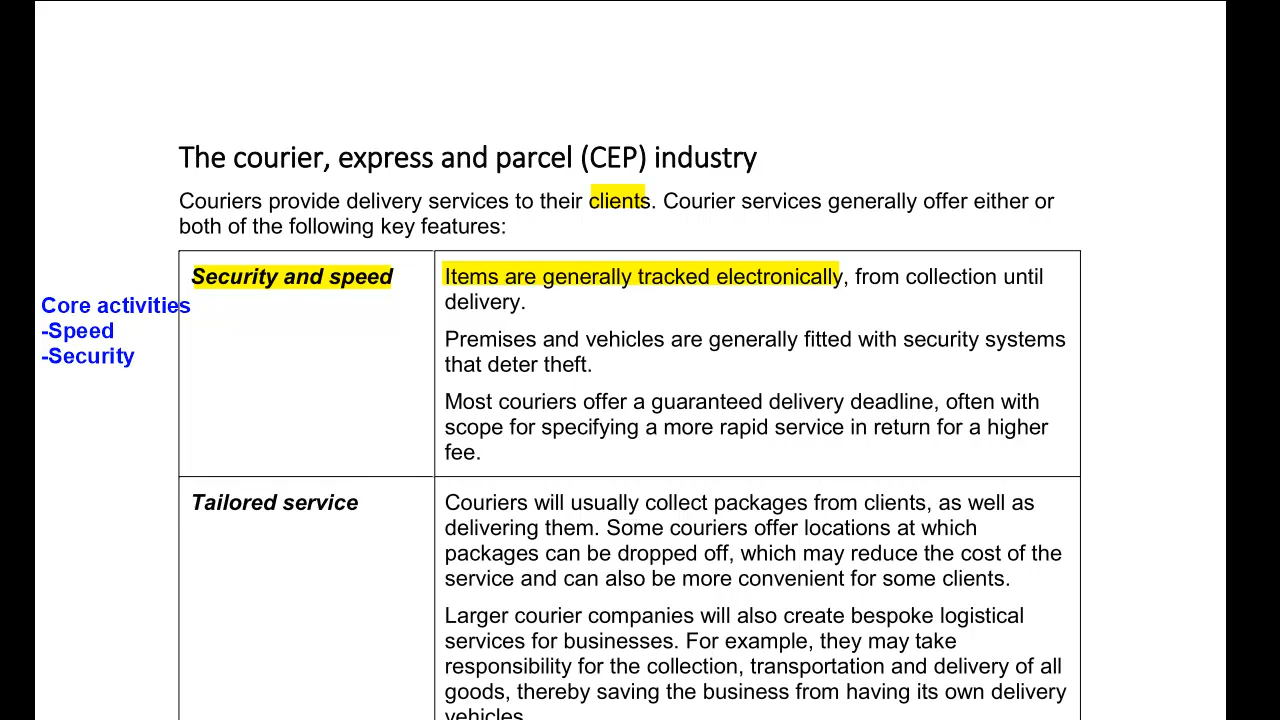 The courier, express and parcel (CEP) industry
Couriers provide delivery services to their clients. Courier services generally offer either or
both of the following key features:
Security and speed
Core activities
-Speed
-Security
Items are generally tracked electronically, from collection until
delivery.
Premises and vehicles are generally fitted with security systems
that deter theft.
Most couriers offer a guaranteed delivery deadline, often with
scope for specifying a more rapid service in return for a higher
fee.
Tailored service
Couriers will usually collect packages from clients, as well as
delivering them. Some couriers offer locations at which
packages can be dropped off, which may reduce the cost of the
service and can also be more convenient for some clients.
Larger courier companies will also create bespoke logistical
services for businesses. For example, they may take
responsibility for the collection, transportation and delivery of all
goods, thereby saving the business from having its own delivery
vehicles.